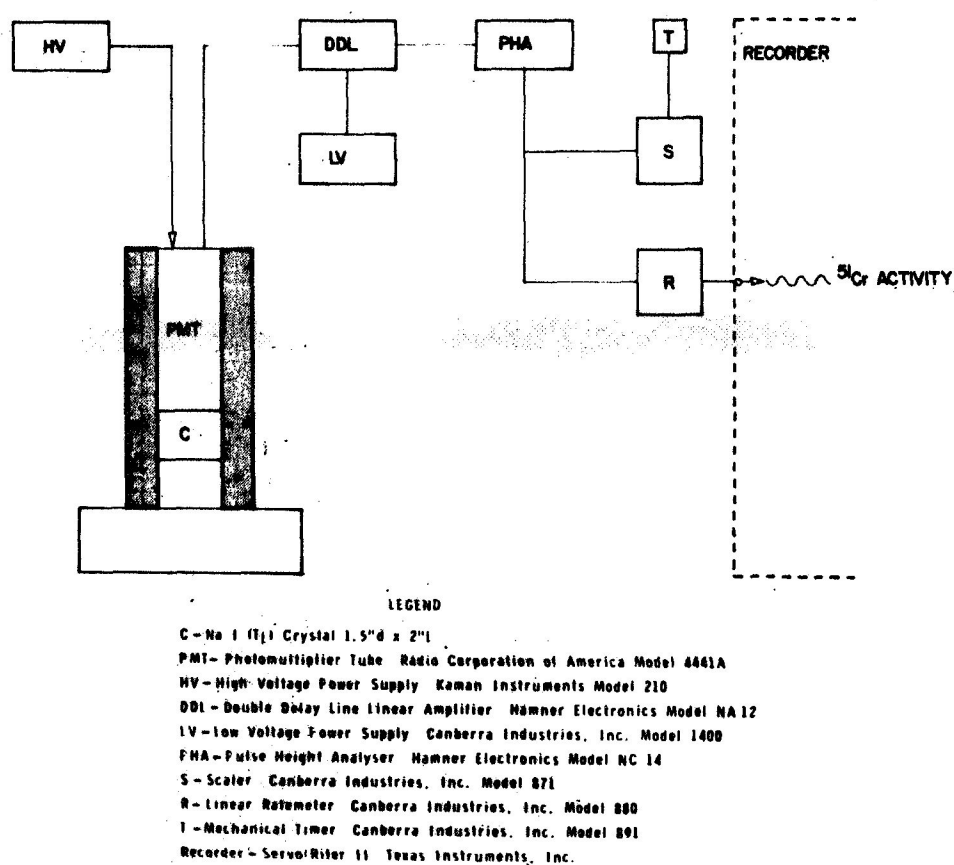 HV
DDL
PHA
T
RECORDER
LV
S
R
51Cr ACTIVITY
PMT
C
LEGEND
C-Na I (Tl) Crystal 1.5"d x 2"l
PMT- Photomultiplier Tube Radio Corporation of America Model 4441A
HV-High Voltage Power Supply Kaman Instruments Model 210
DDL-Double Delay Line Linear Amplifier Hamner Electronics Model NA 12
LV-Low Voltage Power Supply Canberra Industries, Inc. Model 1400
PHA-Pulse Height Analyser Hamner Electronics Model NC 14
S-Scaler Canberra Industries, Inc. Model 871
R-Linear Ratemeter Canberra Industries, Inc. Model 880
T-Mechanical Timer Canberra Industries, Inc. Model 891
Recorder-Servo/Riter II Texas Instruments, Inc.